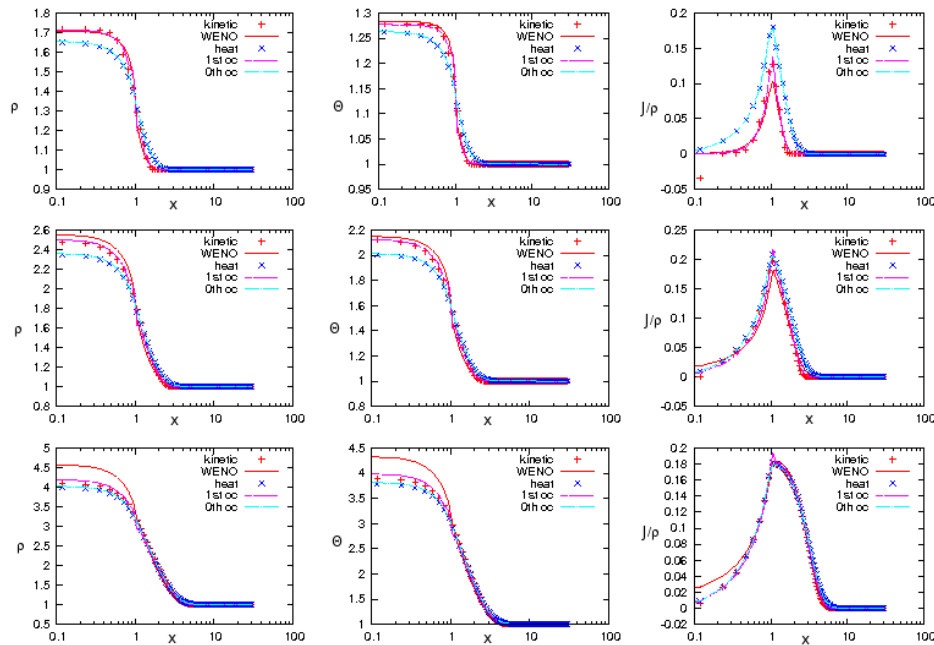 1.8
1.7
1.6
1.5
1.4
1.3
1.2
1.1
1
0.9
ρ
kinetic
WENO
heat
1st oc
0th oc
0.1 1 10 100
x
1.3
1.25
1.2
1.15
1.1
1.05
1
0.95
Θ
kinetic
WENO
heat
1st oc
0th oc
0.1 1 10 100
x
0.2
0.15
0.1
0.05
0
-0.05
J/ρ
kinetic
WENO
heat
1st oc
0th oc
0.1 1 10 100
x
2.6
2.4
2.2
2
1.8
1.6
1.4
1.2
1
0.8
ρ
kinetic
WENO
heat
1st oc
0th oc
0.1 1 10 100
x
2.2
2
1.8
1.6
1.4
1.2
1
0.8
Θ
kinetic
WENO
heat
1st oc
0th oc
0.1 1 10 100
x
0.25
0.2
0.15
0.1
0.05
0
-0.05
J/ρ
kinetic
WENO
heat
1st oc
0th oc
0.1 1 10 100
x
5
4.5
4
3.5
3
2.5
2
1.5
1
0.5
ρ
kinetic
WENO
heat
1st oc
0th oc
0.1 1 10 100
x
4.5
4
3.5
3
2.5
2
1.5
1
Θ
kinetic
WENO
heat
1st oc
0th oc
0.1 1 10 100
x
0.2
0.18
0.16
0.14
0.12
0.1
0.08
0.06
0.04
0.02
0
-0.02
J/ρ
kinetic
WENO
heat
1st oc
0th oc
0.1 1 10 100
x